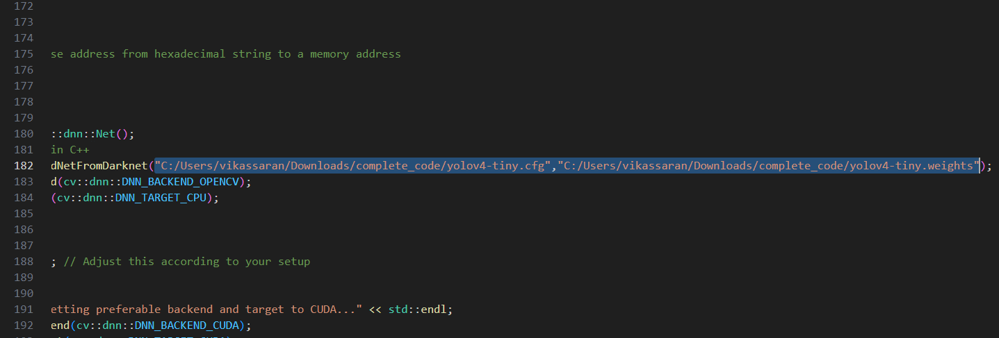 172
173
174
175 se address from hexadecimal string to a memory address
176
177
178
179
180 ::dnn::Net();
181 in C++
182 dNetFromDarknet("C:/Users/vikassaran/Downloads/complete_code/yolov4-tiny.cfg","C:/Users/vikassaran/Downloads/complete_code/yolov4-tiny.weights");
183 d(cv::dnn::DNN_BACKEND_OPENCV);
184 (cv::dnn::DNN_TARGET_CPU);
185
186
187
188 ; // Adjust this according to your setup
189
190
191 etting preferable backend and target to CUDA..." << std::endl;
192 end(cv::dnn::DNN_BACKEND_CUDA);